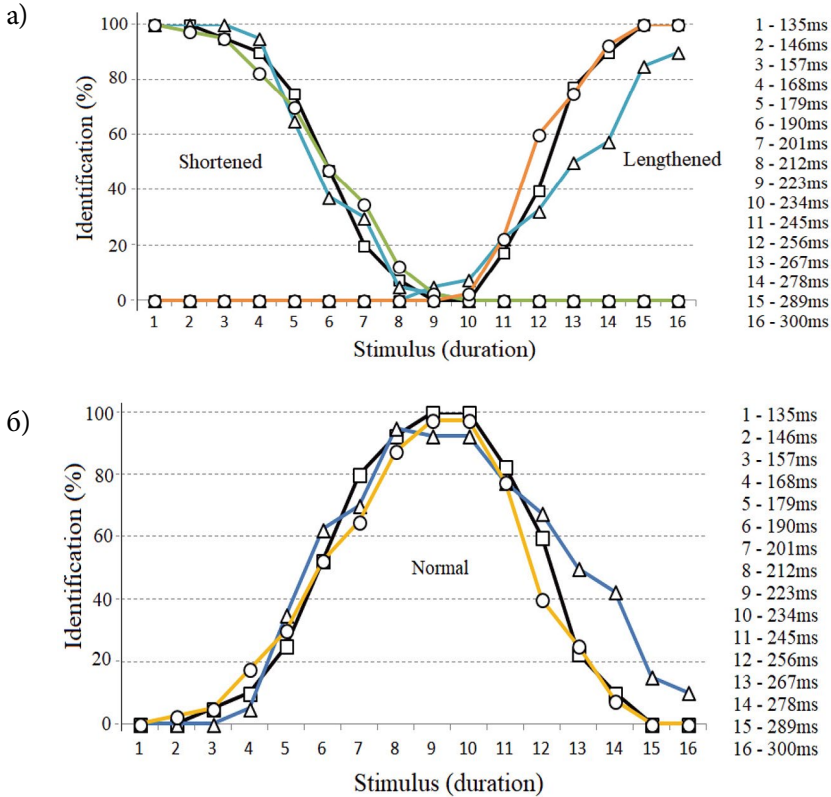 а)
Identification (%)
100
80
60
40
20
0
Shortened
Lengthened
1 2 3 4 5 6 7 8 9 10 11 12 13 14 15 16
Stimulus (duration)
1 - 135ms
2 - 146ms
3 - 157ms
4 - 168ms
5 - 179ms
6 - 190ms
7 - 201ms
8 - 212ms
9 - 223ms
10 - 234ms
11 - 245ms
12 - 256ms
13 - 267ms
14 - 278ms
15 - 289ms
16 - 300ms
б)
Identification (%)
100
80
60
40
20
0
Normal
1 2 3 4 5 6 7 8 9 10 11 12 13 14 15 16
Stimulus (duration)
1 - 135ms
2 - 146ms
3 - 157ms
4 - 168ms
5 - 179ms
6 - 190ms
7 - 201ms
8 - 212ms
9 - 223ms
10 - 234ms
11 - 245ms
12 - 256ms
13 - 267ms
14 - 278ms
15 - 289ms
16 - 300ms